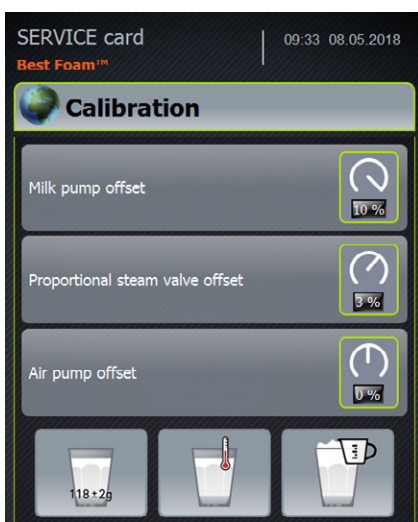 SERVICE card
09:33 08.05.2018
Best Foam™
Calibration
Milk pump offset
10 %
Proportional steam valve offset
3 %
Air pump offset
0 %
118±2g